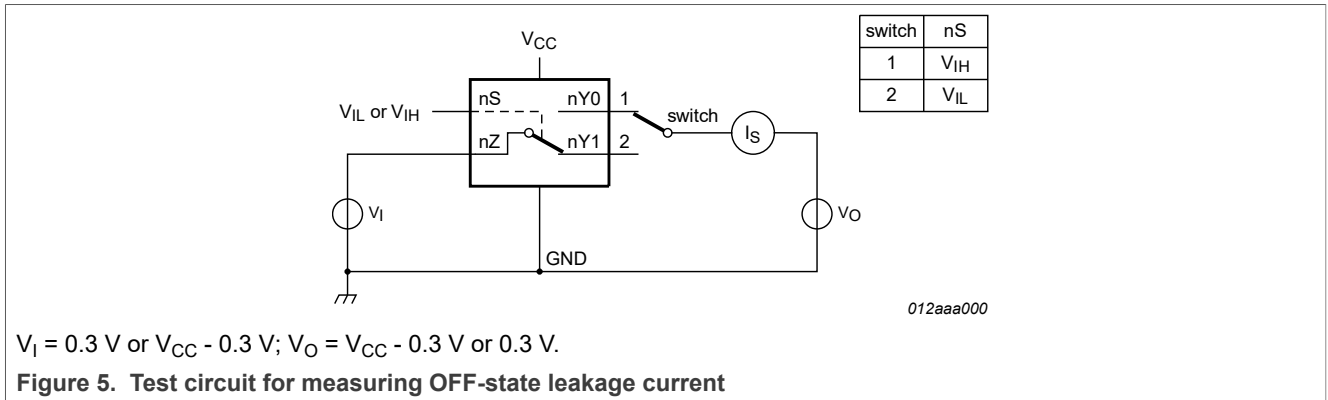 switch nS
1 VIH
2 VIL
VCC
nS nY0 1
VIL or VIH
switch
nZ nY1 2
IS
VI
VO
GND
012aaa000
VI = 0.3 V or VCC - 0.3 V; VO = VCC - 0.3 V or 0.3 V.
Figure 5. Test circuit for measuring OFF-state leakage current